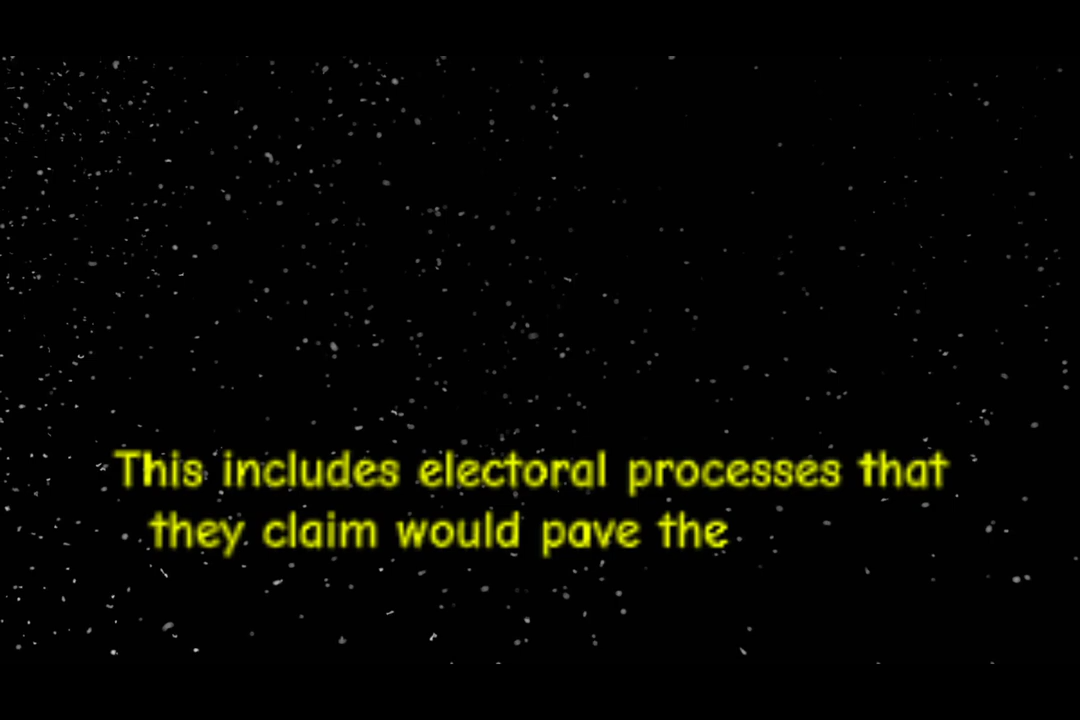 This includes electoral processes that
they claim would pave the